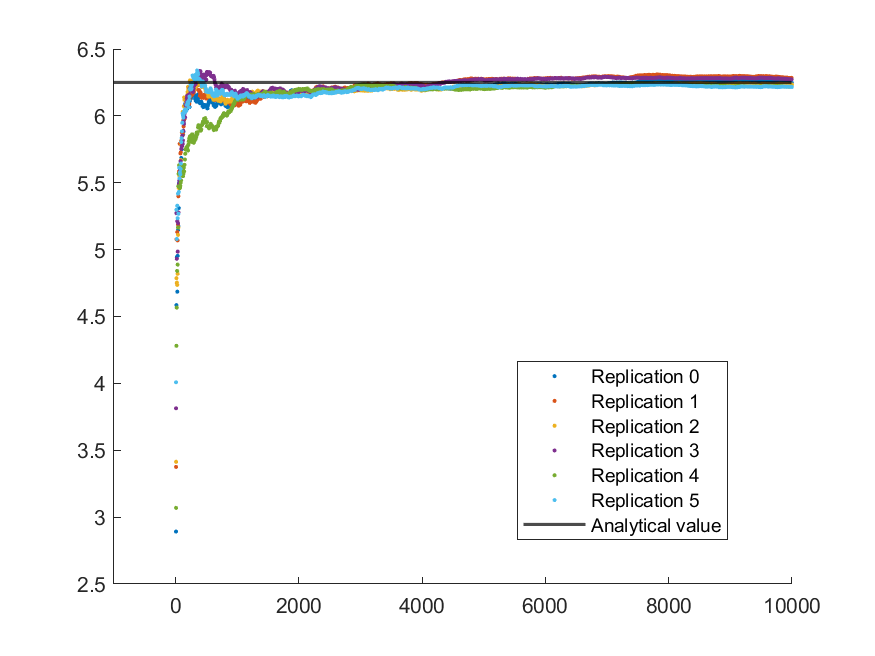 6.5
6
5.5
5
4.5
4
3.5
3
2.5
0 2000 4000 6000 8000 10000
Replication 0
Replication 1
Replication 2
Replication 3
Replication 4
Replication 5
Analytical value